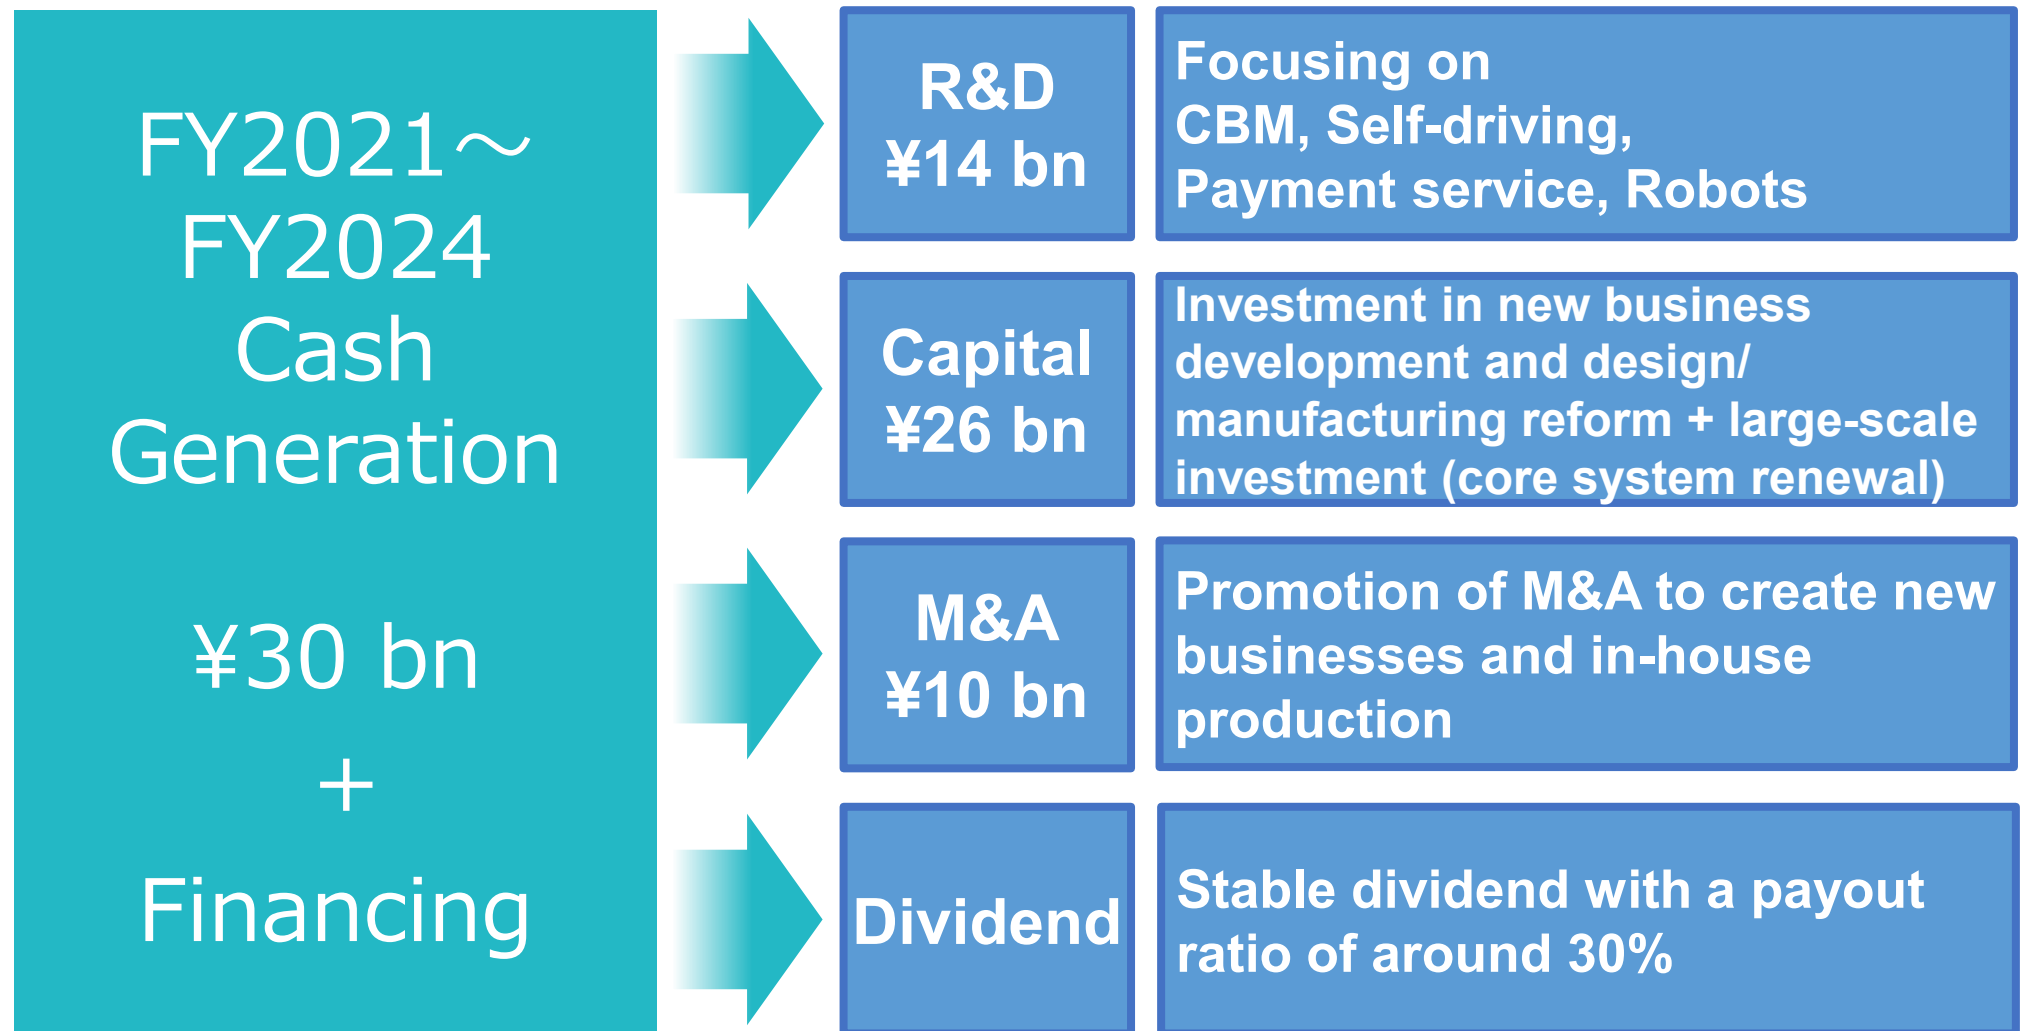 FY2021～
FY2024
Cash
Generation
¥30 bn
+
Financing
R&D
¥14 bn
Focusing on
CBM, Self-driving,
Payment service, Robots
Capital
¥26 bn
Investment in new business
development and design/
manufacturing reform + large-scale
investment (core system renewal)
M&A
¥10 bn
Promotion of M&A to create new
businesses and in-house
production
Dividend
Stable dividend with a payout
ratio of around 30%